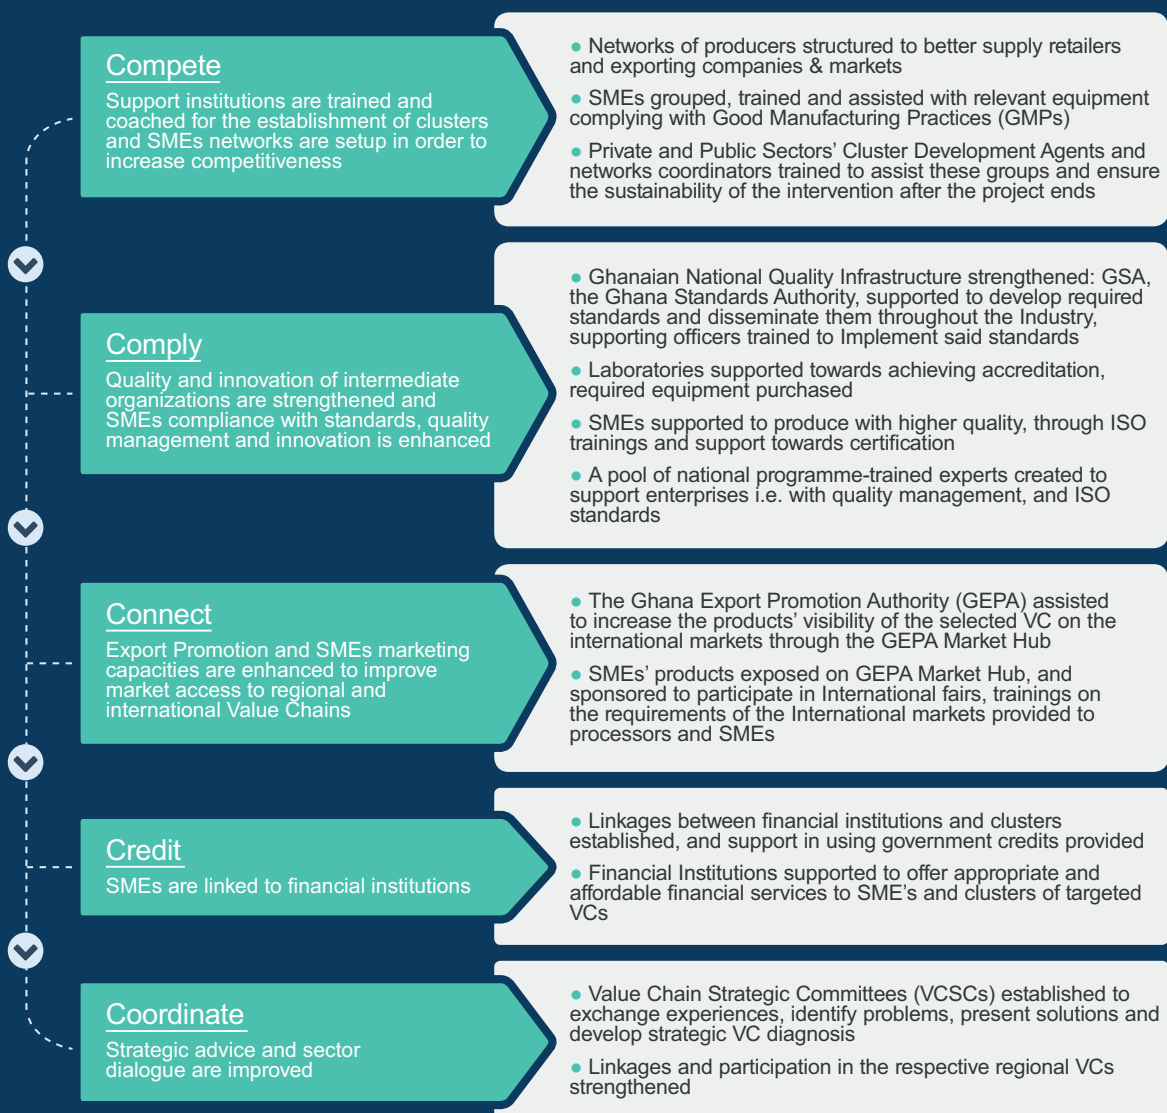 Compete
Support institutions are trained and
coached for the establishment of clusters
and SMEs networks are setup in order to
increase competitiveness
● Networks of producers structured to better supply retailers
and exporting companies & markets
● SMEs grouped, trained and assisted with relevant equipment
complying with Good Manufacturing Practices (GMPs)
● Private and Public Sectors’ Cluster Development Agents and
networks coordinators trained to assist these groups and ensure
the sustainability of the intervention after the project ends
Comply
Quality and innovation of intermediate
organizations are strengthened and
SMEs compliance with standards, quality
management and innovation is enhanced
● Ghanaian National Quality Infrastructure strengthened: GSA,
the Ghana Standards Authority, supported to develop required
standards and disseminate them throughout the Industry,
supporting officers trained to Implement said standards
● Laboratories supported towards achieving accreditation,
required equipment purchased
● SMEs supported to produce with higher quality, through ISO
trainings and support towards certification
● A pool of national programme-trained experts created to
support enterprises i.e. with quality management, and ISO
standards
Connect
Export Promotion and SMEs marketing
capacities are enhanced to improve
market access to regional and
international Value Chains
● The Ghana Export Promotion Authority (GEPA) assisted
to increase the products’ visibility of the selected VC on the
international markets through the GEPA Market Hub
● SMEs’ products exposed on GEPA Market Hub, and
sponsored to participate in International fairs, trainings on
the requirements of the International markets provided to
processors and SMEs
Credit
SMEs are linked to financial institutions
● Linkages between financial institutions and clusters
established, and support in using government credits provided
● Financial Institutions supported to offer appropriate and
affordable financial services to SME’s and clusters of targeted
VCs
Coordinate
Strategic advice and sector
dialogue are improved
● Value Chain Strategic Committees (VCSCs) established to
exchange experiences, identify problems, present solutions and
develop strategic VC diagnosis
● Linkages and participation in the respective regional VCs
strengthened